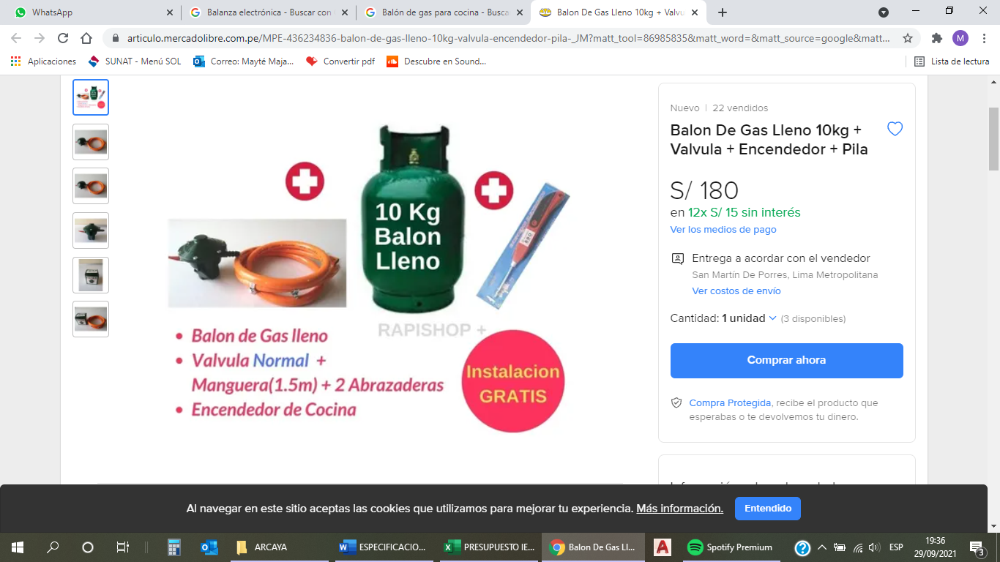 WhatsApp
Balanza electrónica - Buscar con
Balón de gas para cocina - Busca
Balon De Gas Lleno 10kg + Valvu
articulo.mercadolibre.com.pe/MPE-436234836-balon-de-gas-lleno-10kg-valvula-encendedor-pila-_JM?matt_tool=86985835&matt_word=&matt_source=google&matt...
M
Aplicaciones
SUNAT - Menú SOL
Correo: Mayté Maja...
Convertir pdf
Descubre en Sound...
Lista de lectura
10 Kg
Balon
Lleno
RAPISHOP +
• Balon de Gas lleno
• Valvula Normal +
Manguera(1.5m) + 2 Abrazaderas
• Encendedor de Cocina
Instalacion
GRATIS
Nuevo | 22 vendidos
Balon De Gas Lleno 10kg +
Valvula + Encendedor + Pila
S/ 180
en 12x S/ 15 sin interés
Ver los medios de pago
Entrega a acordar con el vendedor
San Martín De Porres, Lima Metropolitana
Ver costos de envío
Cantidad: 1 unidad (3 disponibles)
Comprar ahora
Compra Protegida, recibe el producto que
esperabas o te devolvemos tu dinero.
Al navegar en este sitio aceptas las cookies que utilizamos para mejorar tu experiencia. Más información.
Entendido
ARCAYA
ESPECIFICACIO...
PRESUPUESTO IE...
Balon De Gas Ll...
Spotify Premium
ESP
19:36
29/09/2021
3